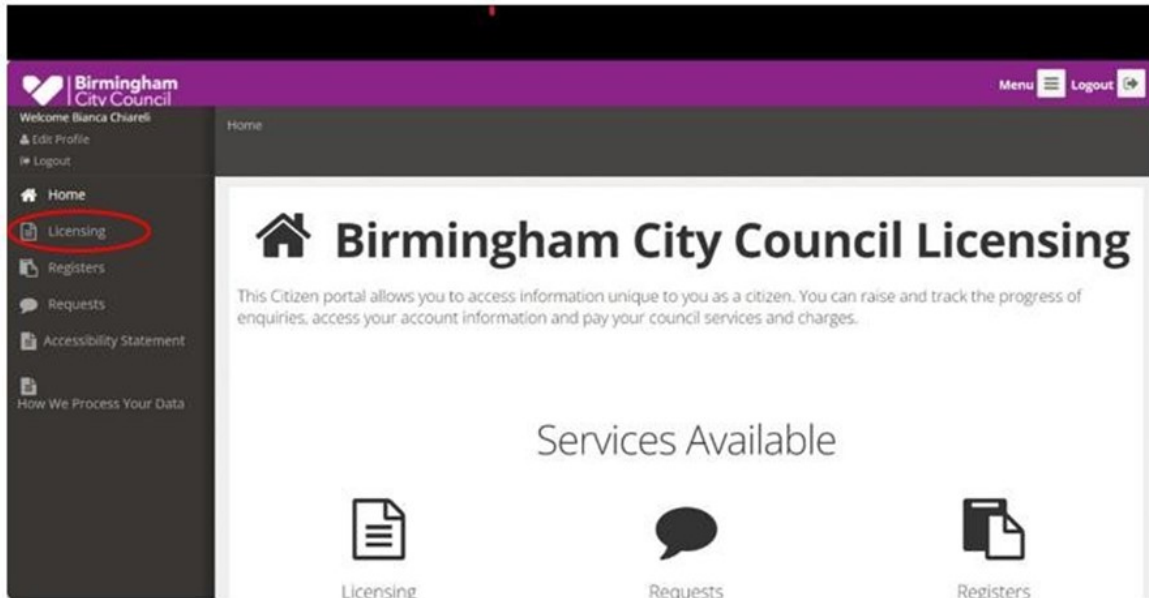 Birmingham
City Council
Menu Logout
Welcome Bianca Chiareli
Edit Profile
Logout
Home
Home
Licensing
Registers
Requests
Accessibility Statement
How We Process Your Data
Birmingham City Council Licensing
This Citizen portal allows you to access information unique to you as a citizen. You can raise and track the progress of
enquiries, access your account information and pay your council services and charges.
Services Available
Licensing Requests Registers